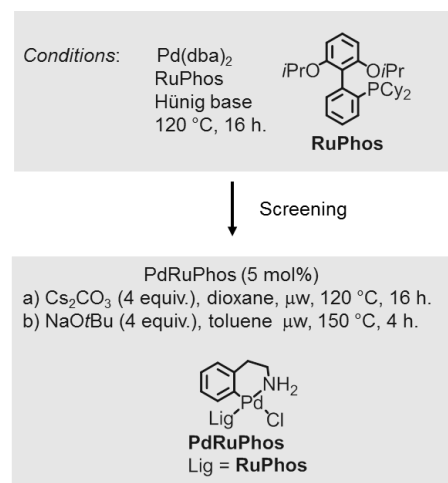 Conditions:
Pd(dba)₂
RuPhos
Hünig base
120 °C, 16 h.
iPrO
OiPr
PCy₂
RuPhos
Screening
PdRuPhos (5 mol%)
a) Cs₂CO₃ (4 equiv.), dioxane, μw, 120 °C, 16 h.
b) NaOtBu (4 equiv.), toluene μw, 150 °C, 4 h.
NH₂
Pd
Lig
Cl
PdRuPhos
Lig = RuPhos